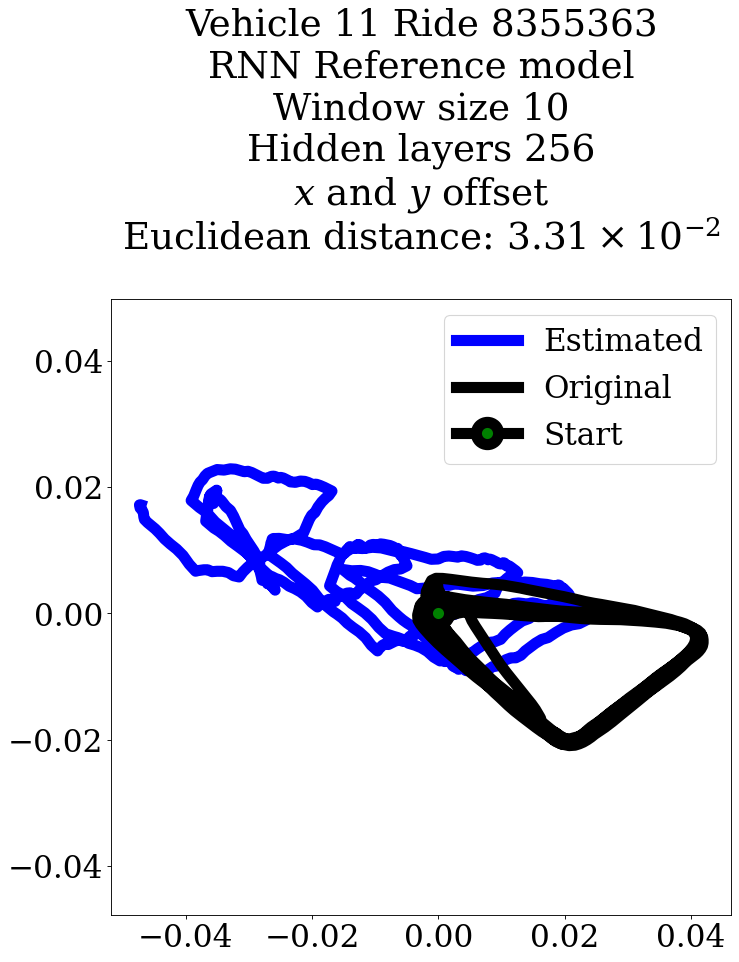 Vehicle 11 Ride 8355363
RNN Reference model
Window size 10
Hidden layers 256
x and y offset
Euclidean distance: 3.31 × 10⁻²
Estimated
Original
Start
0.04
0.02
0.00
−0.02
−0.04
−0.04 −0.02 0.00 0.02 0.04